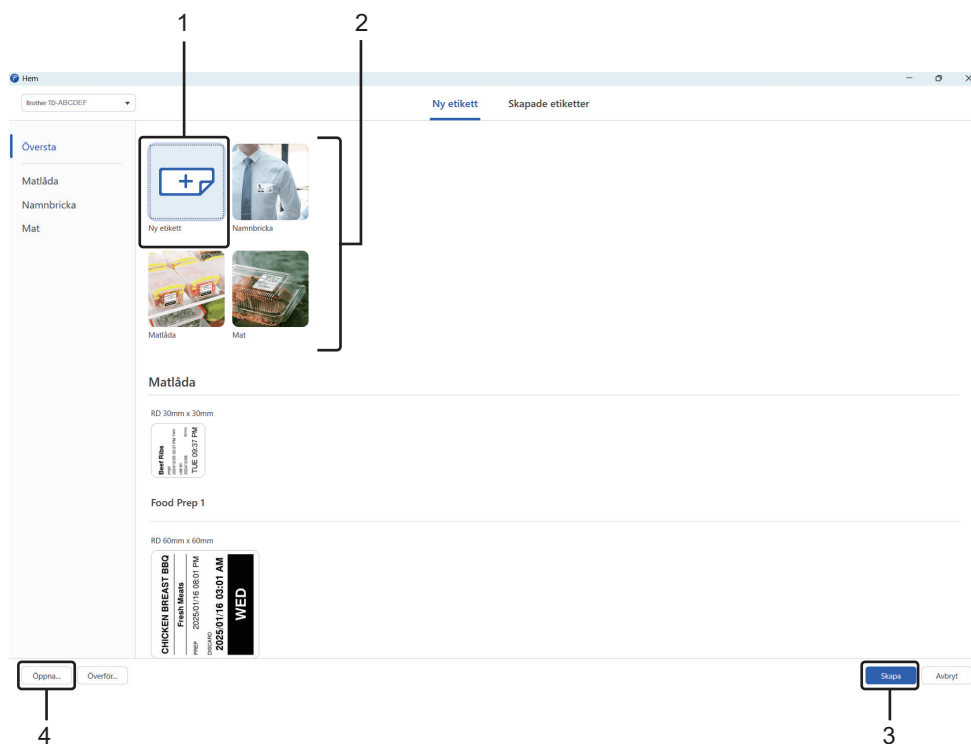 1 2
Hem
Brother TD-ABCDEF
Ny etikett Skapade etiketter
Översta
Matlåda
Namnbricka
Mat
Ny etikett Namnbricka
Matlåda Mat
Matlåda
RD 30mm x 30mm
Beef Ribs
TUE 09:37 PM
Food Prep 1
RD 60mm x 60mm
CHICKEN BREAST BBQ
Fresh Meats
PREP 2025/01/16 08:01 PM
DISCARD
2025/01/16 03:01 AM
WED
Öppna... Överför... Skapa Avbryt
4 3